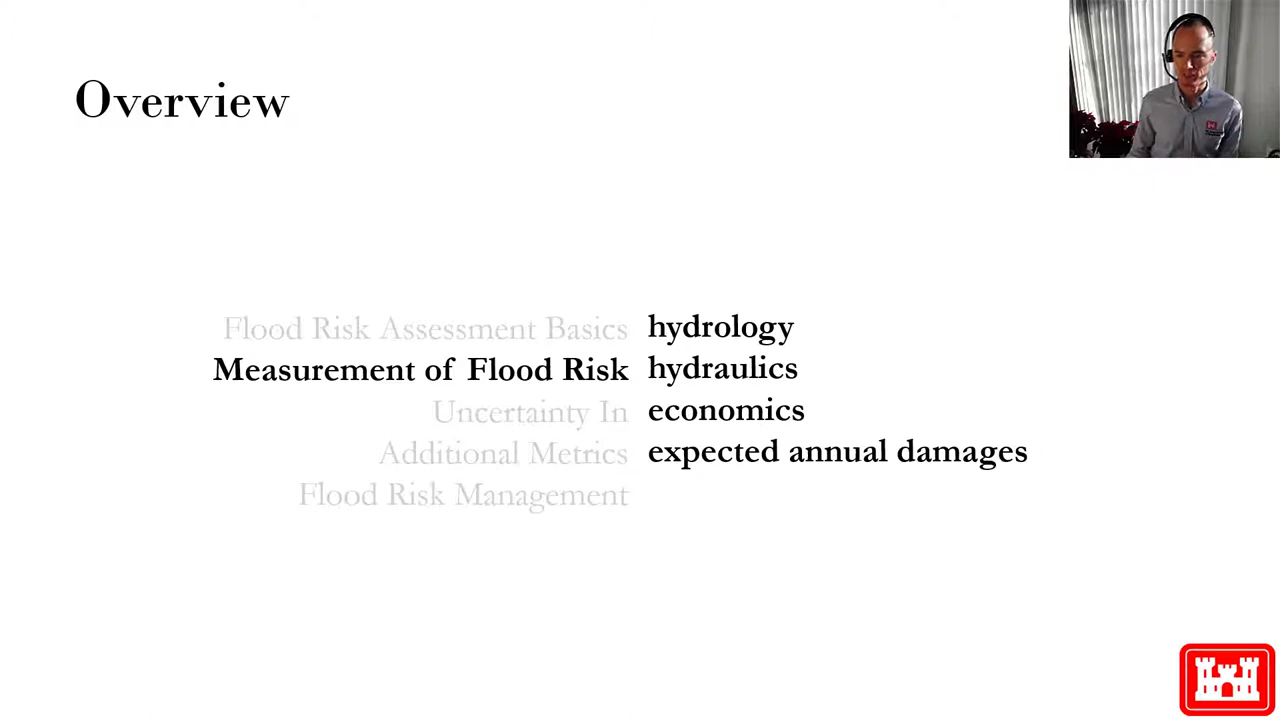 Overview
Flood Risk Assessment Basics
Measurement of Flood Risk
Uncertainty In
Additional Metrics
Flood Risk Management
hydrology
hydraulics
economics
expected annual damages